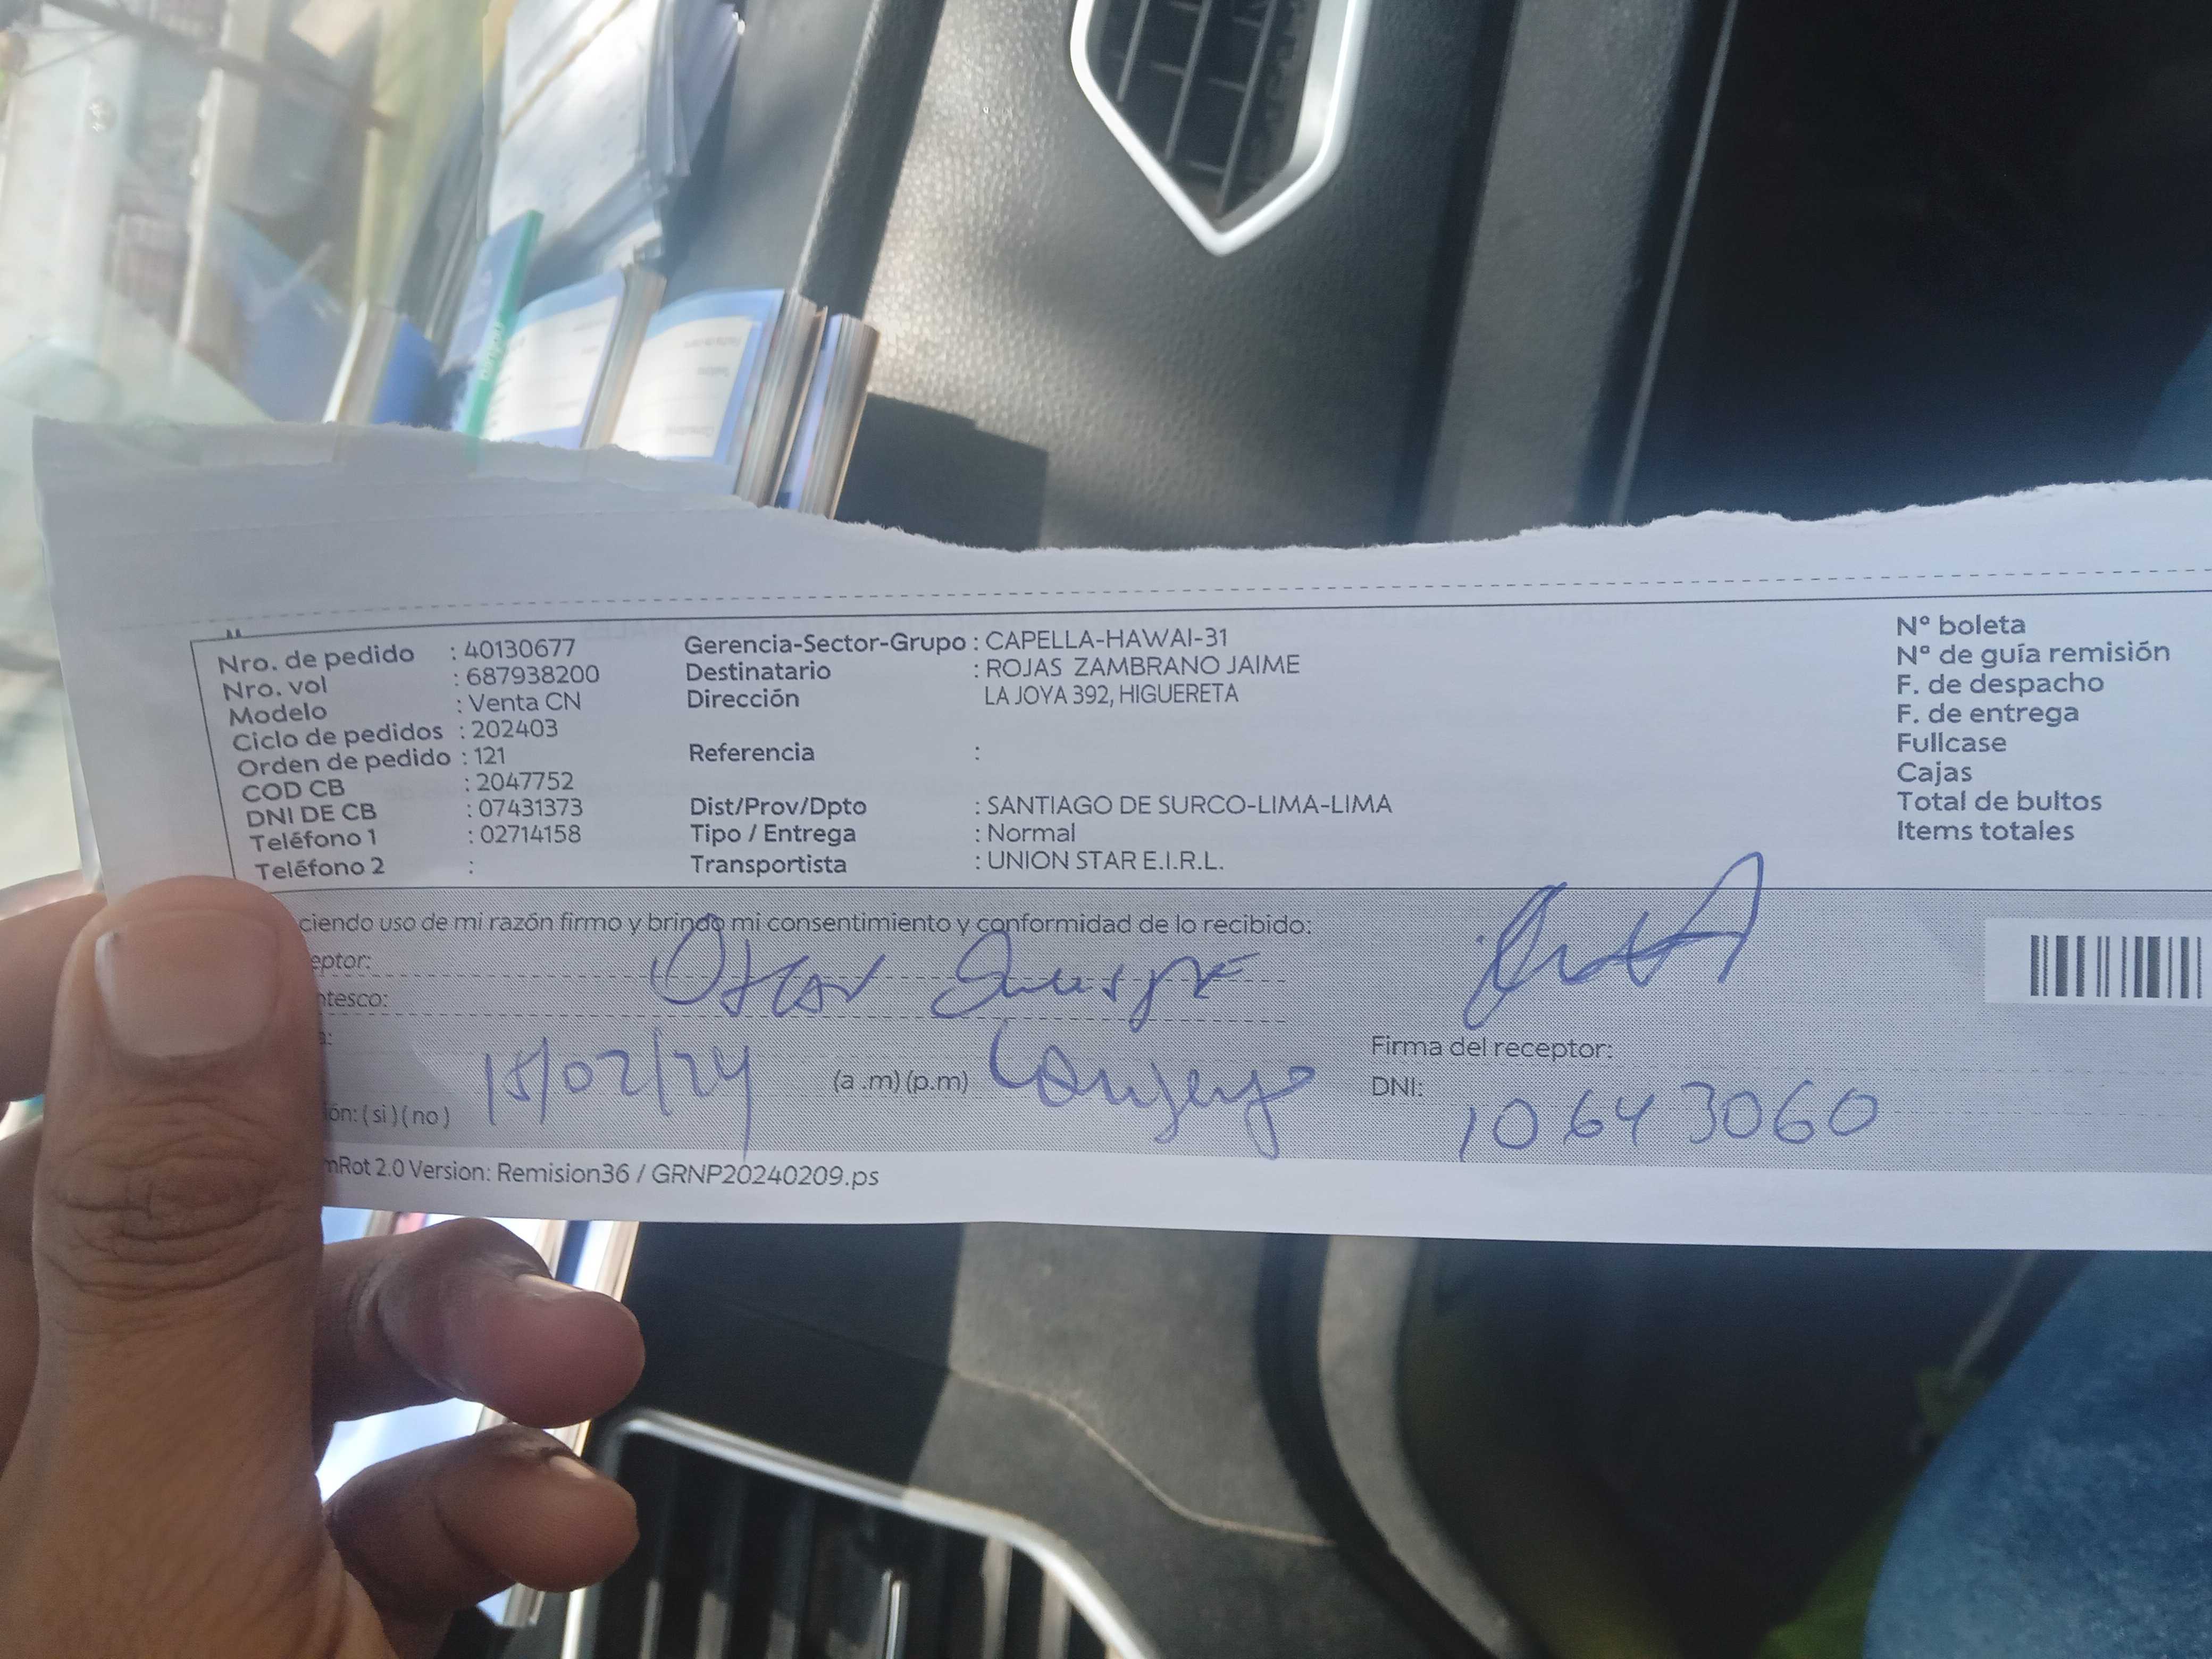 Nro. de pedido : 40130677
Nro. vol : 687938200
Modelo : Venta CN
Ciclo de pedidos : 202403
Orden de pedido : 121
COD CB : 2047752
DNI DE CB : 07431373
Teléfono 1 : 02714158
Teléfono 2 :
Gerencia-Sector-Grupo : CAPELLA-HAWAI-31
Destinatario : ROJAS ZAMBRANO JAIME
Dirección LA JOYA 392, HIGUERETA
Referencia :
Dist/Prov/Dpto : SANTIAGO DE SURCO-LIMA-LIMA
Tipo / Entrega : Normal
Transportista : UNION STAR E.I.R.L.
Nº boleta
Nº de guía remisión
F. de despacho
F. de entrega
Fullcase
Cajas
Total de bultos
Items totales
ciendo uso de mi razón firmo y brindo mi consentimiento y conformidad de lo recibido:
eptor: Oscar
ntesco:
a: 15/02/24 (a .m) (p.m)
ión: ( si ) ( no )
Firma del receptor:
DNI: 10643060
mRot 2.0 Version: Remision36 / GRNP20240209.ps